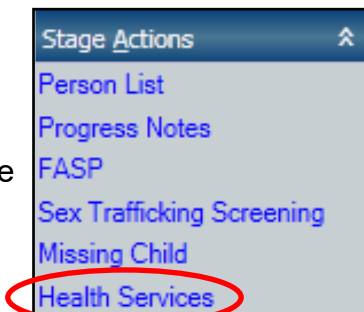 Stage Actions
Person List
Progress Notes
e FASP
Sex Trafficking Screening
Missing Child
Health Services